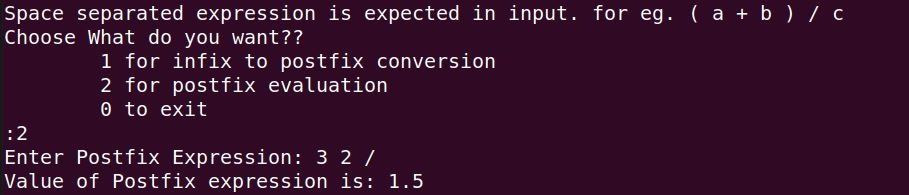 Space separated expression is expected in input. for eg. ( a + b ) / c
Choose What do you want??
        1 for infix to postfix conversion
        2 for postfix evaluation
        0 to exit
:2
Enter Postfix Expression: 3 2 /
Value of Postfix expression is: 1.5